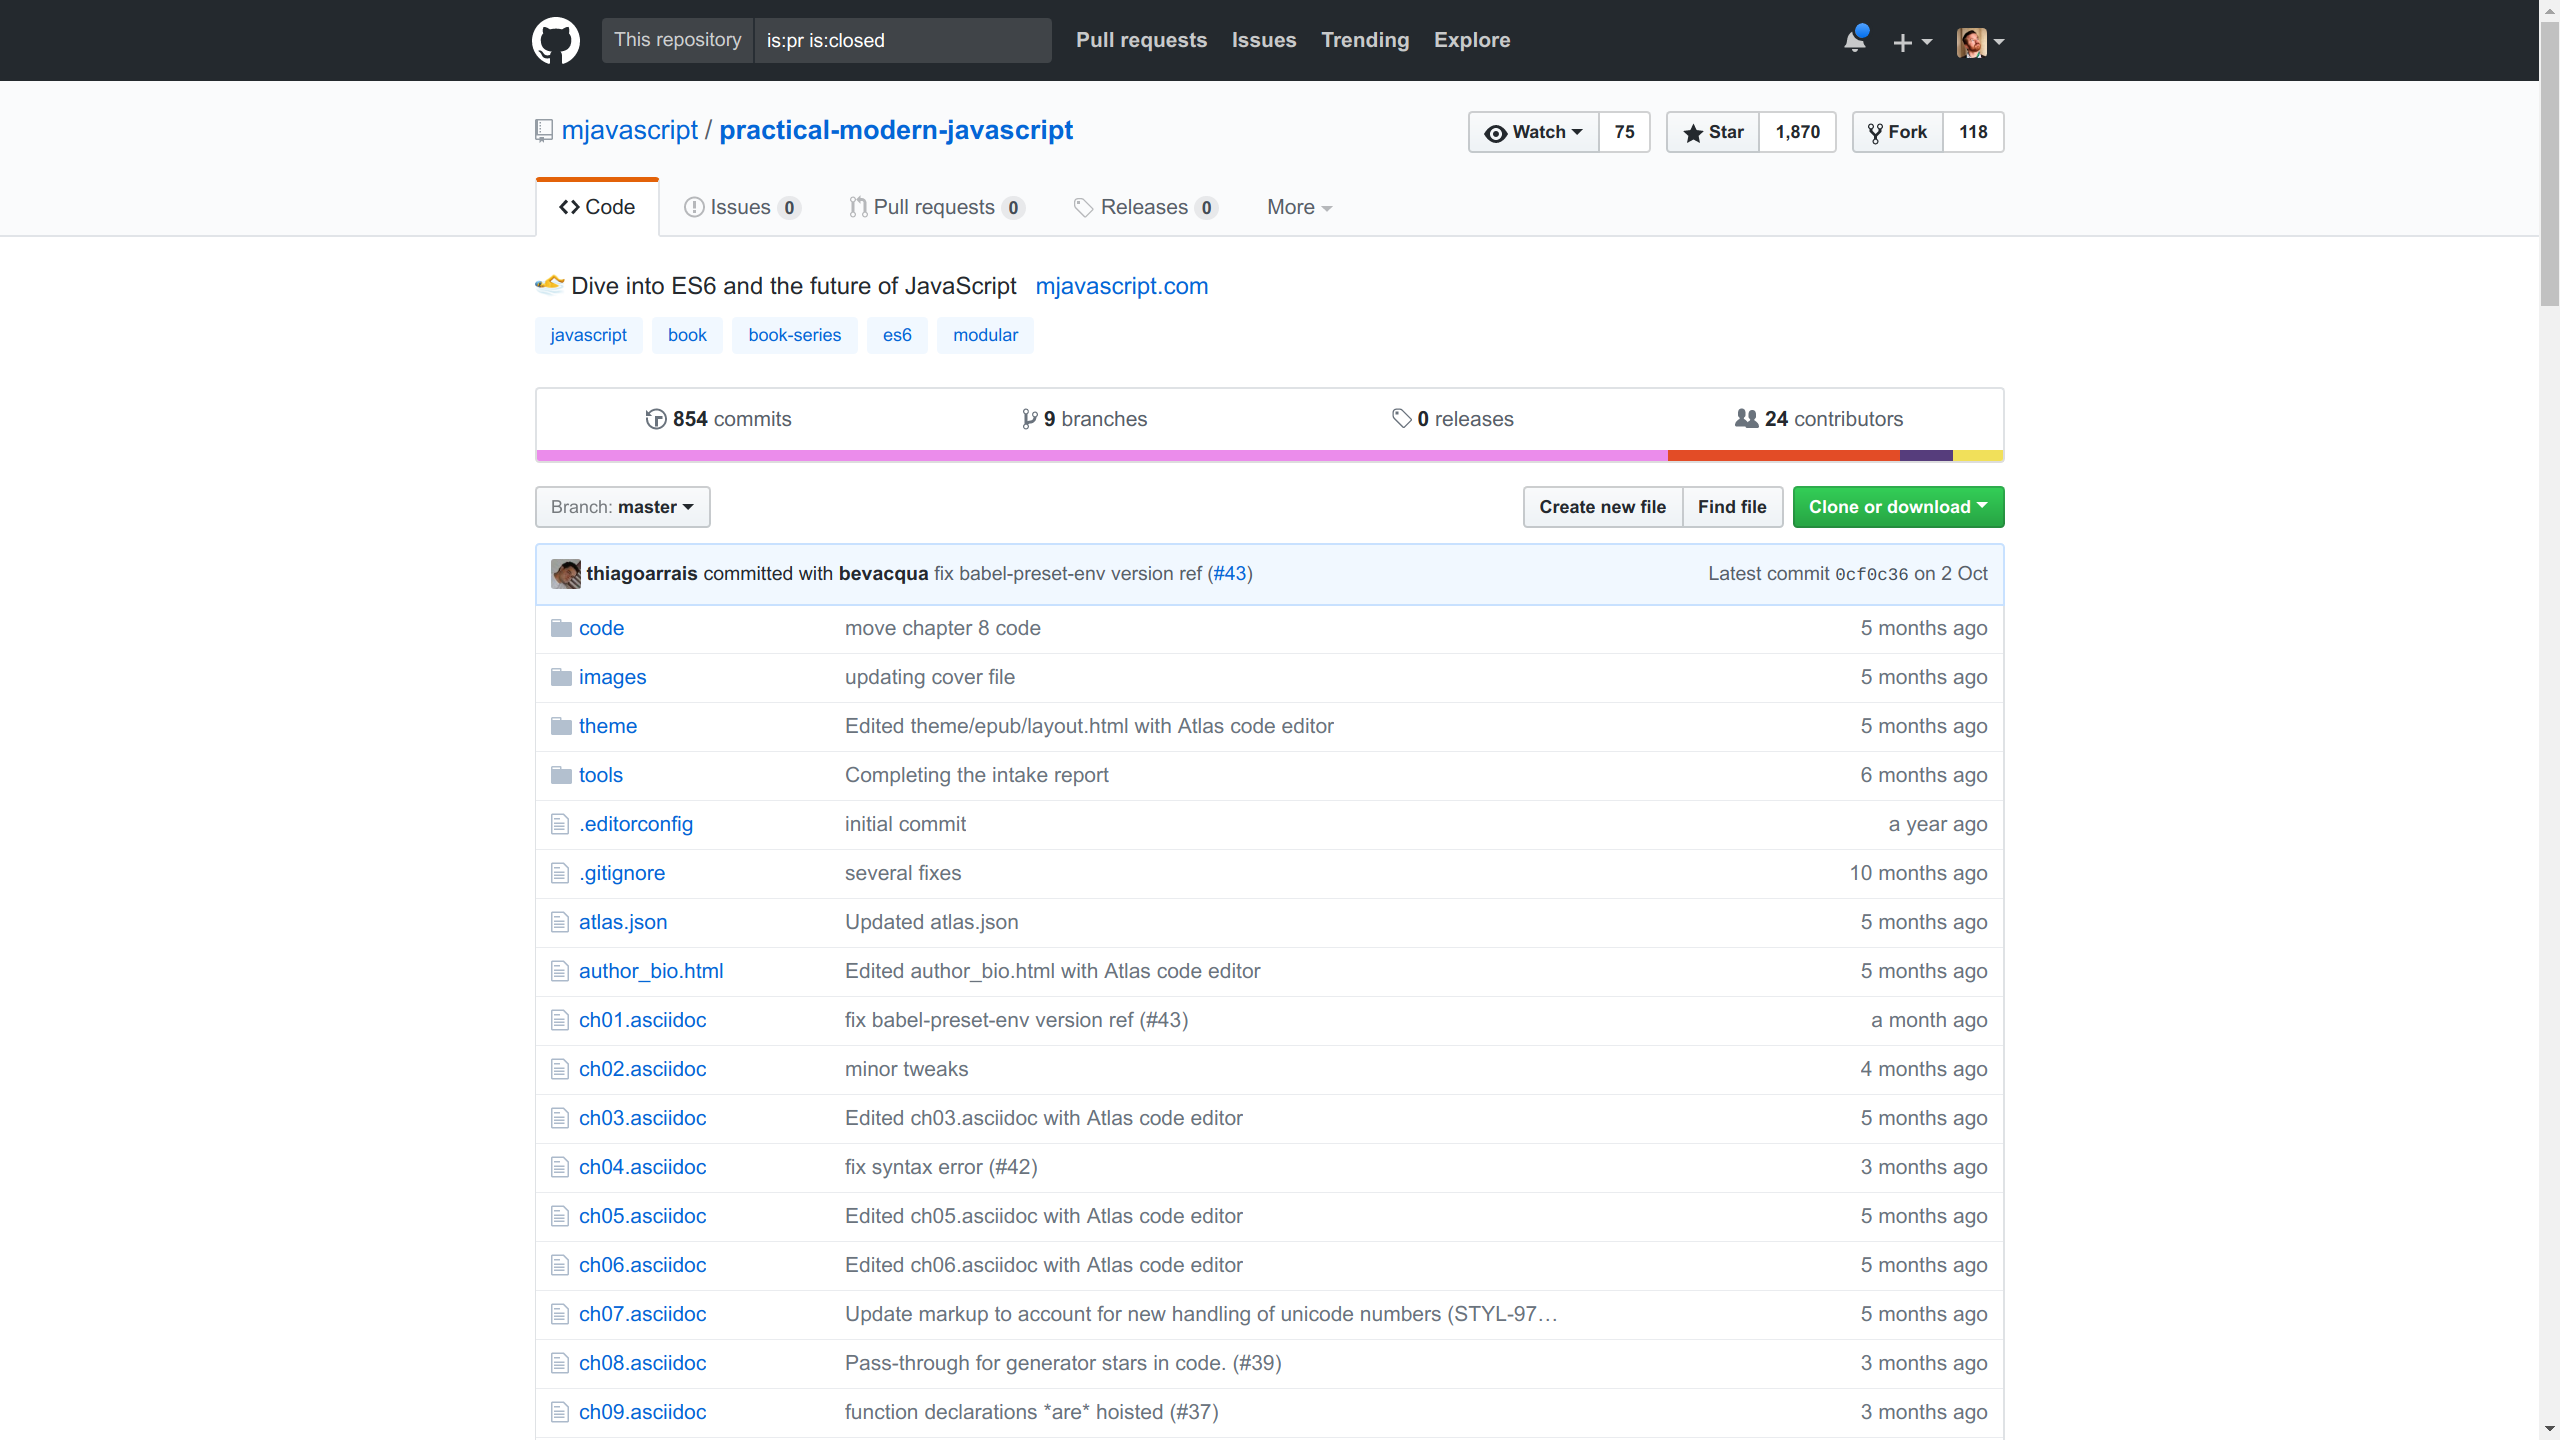 This repository is:pr is:closed Pull requests Issues Trending Explore
mjavascript / practical-modern-javascript Watch 75 Star 1,870 Fork 118
Code Issues 0 Pull requests 0 Releases 0 More
Dive into ES6 and the future of JavaScript mjavascript.com
javascript book book-series es6 modular
854 commits 9 branches 0 releases 24 contributors
Branch: master Create new file Find file Clone or download
thiagoarrais committed with bevacqua fix babel-preset-env version ref (#43) Latest commit 0cf0c36 on 2 Oct
code move chapter 8 code 5 months ago
images updating cover file 5 months ago
theme Edited theme/epub/layout.html with Atlas code editor 5 months ago
tools Completing the intake report 6 months ago
.editorconfig initial commit a year ago
.gitignore several fixes 10 months ago
atlas.json Updated atlas.json 5 months ago
author_bio.html Edited author_bio.html with Atlas code editor 5 months ago
ch01.asciidoc fix babel-preset-env version ref (#43) a month ago
ch02.asciidoc minor tweaks 4 months ago
ch03.asciidoc Edited ch03.asciidoc with Atlas code editor 5 months ago
ch04.asciidoc fix syntax error (#42) 3 months ago
ch05.asciidoc Edited ch05.asciidoc with Atlas code editor 5 months ago
ch06.asciidoc Edited ch06.asciidoc with Atlas code editor 5 months ago
ch07.asciidoc Update markup to account for new handling of unicode numbers (STYL-97… 5 months ago
ch08.asciidoc Pass-through for generator stars in code. (#39) 3 months ago
ch09.asciidoc function declarations *are* hoisted (#37) 3 months ago